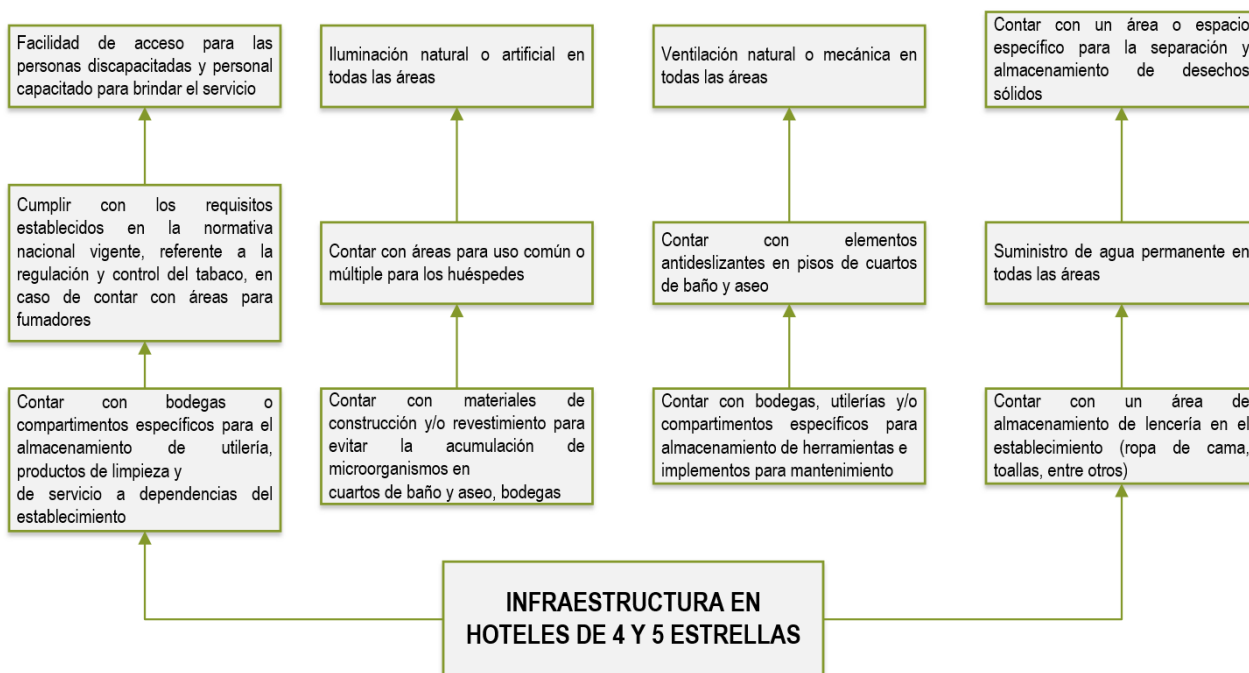 Facilidad de acceso para las
personas discapacitadas y personal
capacitado para brindar el servicio
Iluminación natural o artificial en
todas las áreas
Ventilación natural o mecánica en
todas las áreas
Contar con un área o espacio
específico para la separación y
almacenamiento de desechos
sólidos
Cumplir con los requisitos
establecidos en la normativa
nacional vigente, referente a la
regulación y control del tabaco, en
caso de contar con áreas para
fumadores
Contar con áreas para uso común o
múltiple para los huéspedes
Contar con elementos
antideslizantes en pisos de cuartos
de baño y aseo
Suministro de agua permanente en
todas las áreas
Contar con bodegas o
compartimentos específicos para el
almacenamiento de utilería,
productos de limpieza y
de servicio a dependencias del
establecimiento
Contar con materiales de
construcción y/o revestimiento para
evitar la acumulación de
microorganismos en
cuartos de baño y aseo, bodegas
Contar con bodegas, utilerías y/o
compartimentos específicos para
almacenamiento de herramientas e
implementos para mantenimiento
Contar con un área de
almacenamiento de lencería en el
establecimiento (ropa de cama,
toallas, entre otros)
INFRAESTRUCTURA EN
HOTELES DE 4 Y 5 ESTRELLAS